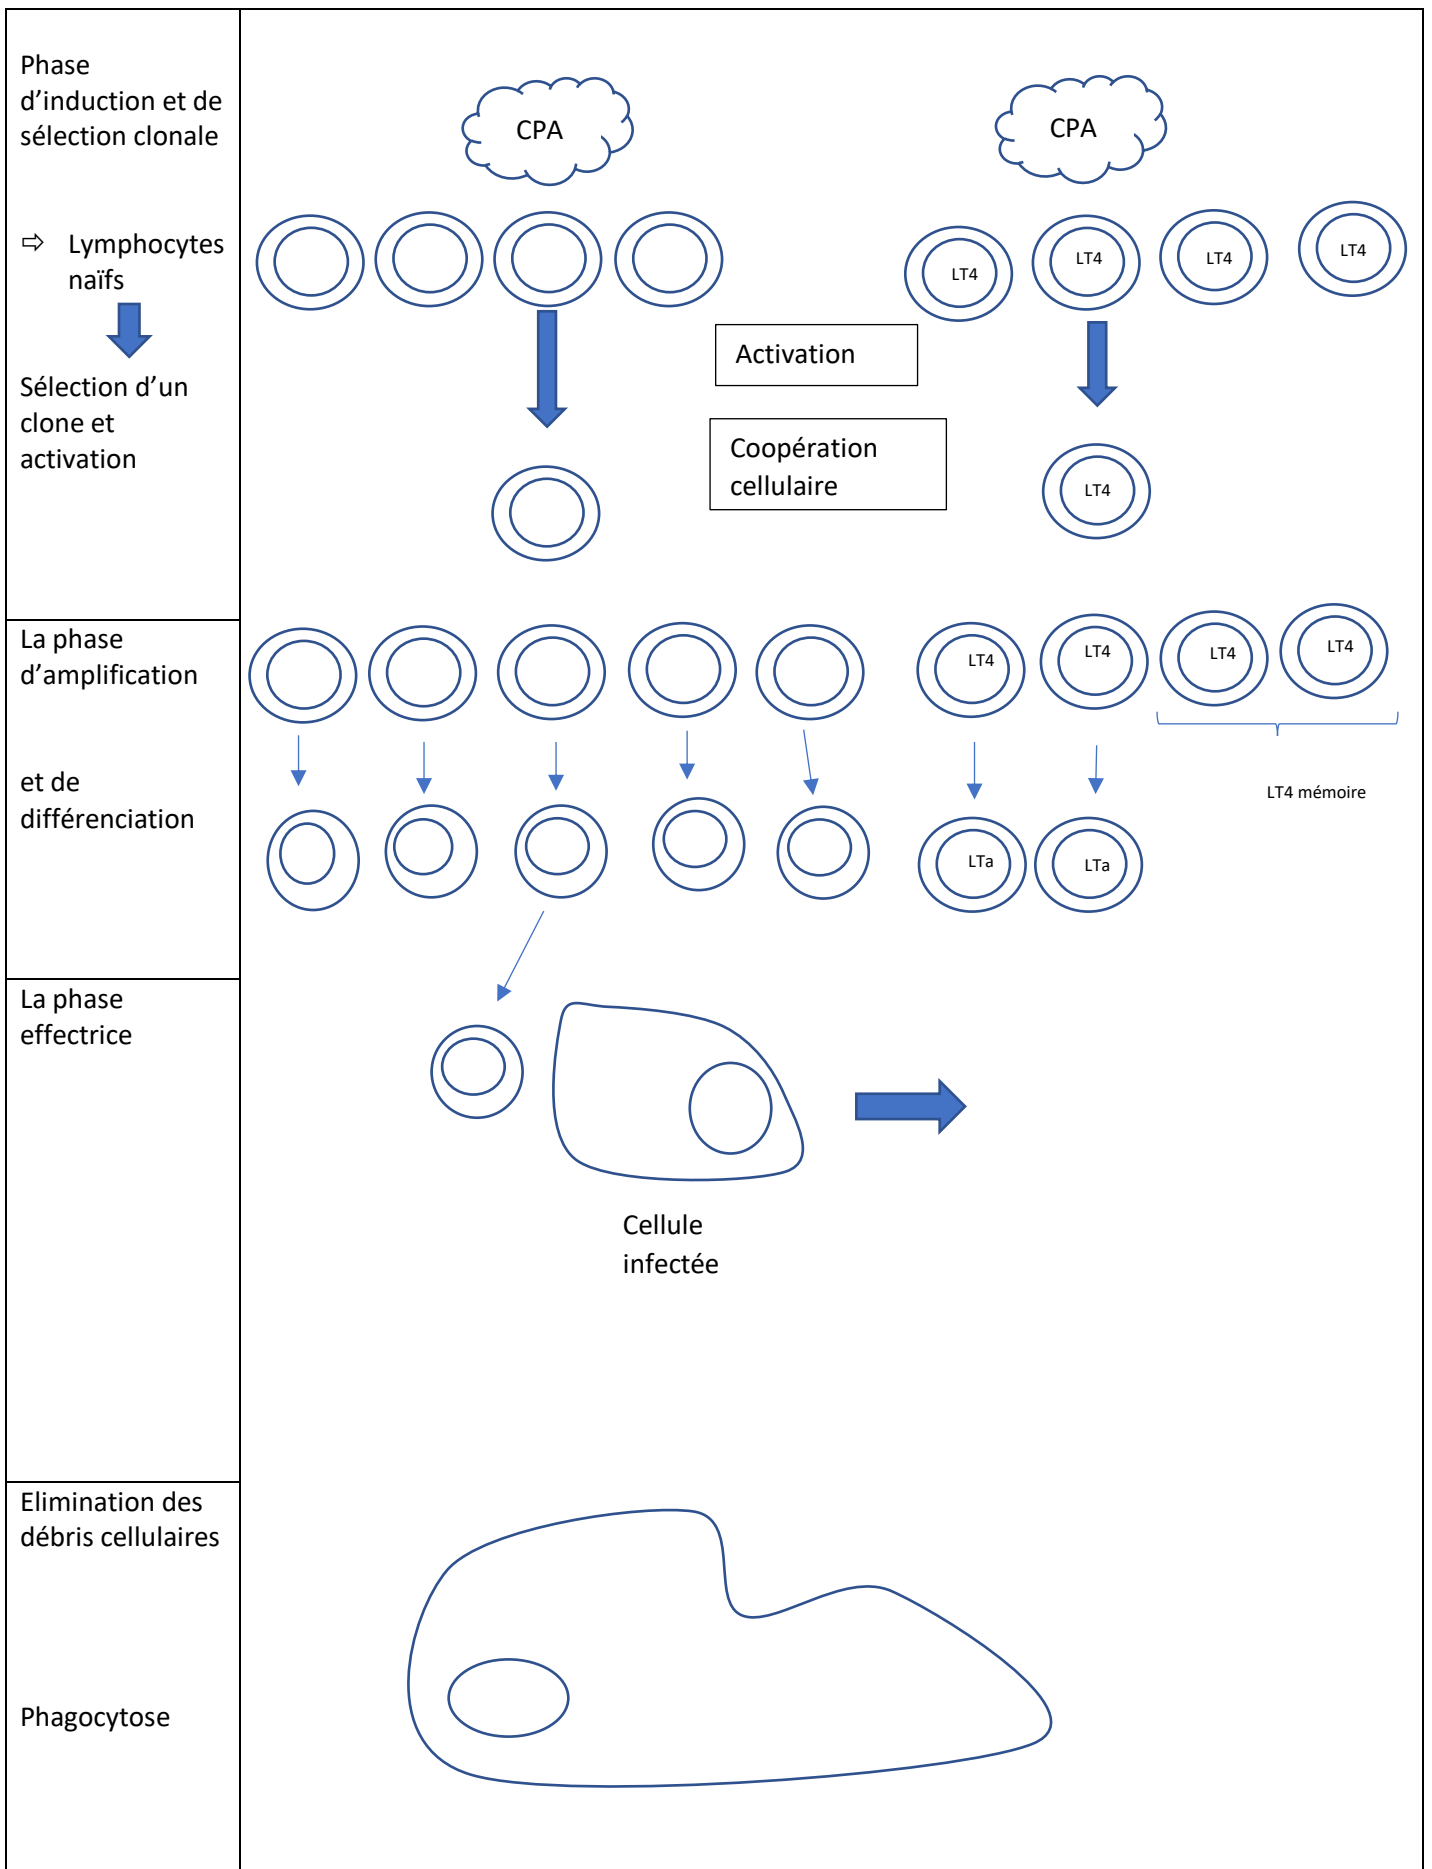 Phase
d’induction et de
sélection clonale
⇨ Lymphocytes
naïfs
Sélection d’un
clone et
activation
CPA
CPA
LT4
LT4
LT4
LT4
Activation
Coopération
cellulaire
LT4
La phase
d’amplification
et de
différenciation
LT4
LT4
LT4
LT4
LT4 mémoire
LTa
LTa
La phase
effectrice
Cellule
infectée
Elimination des
débris cellulaires
Phagocytose